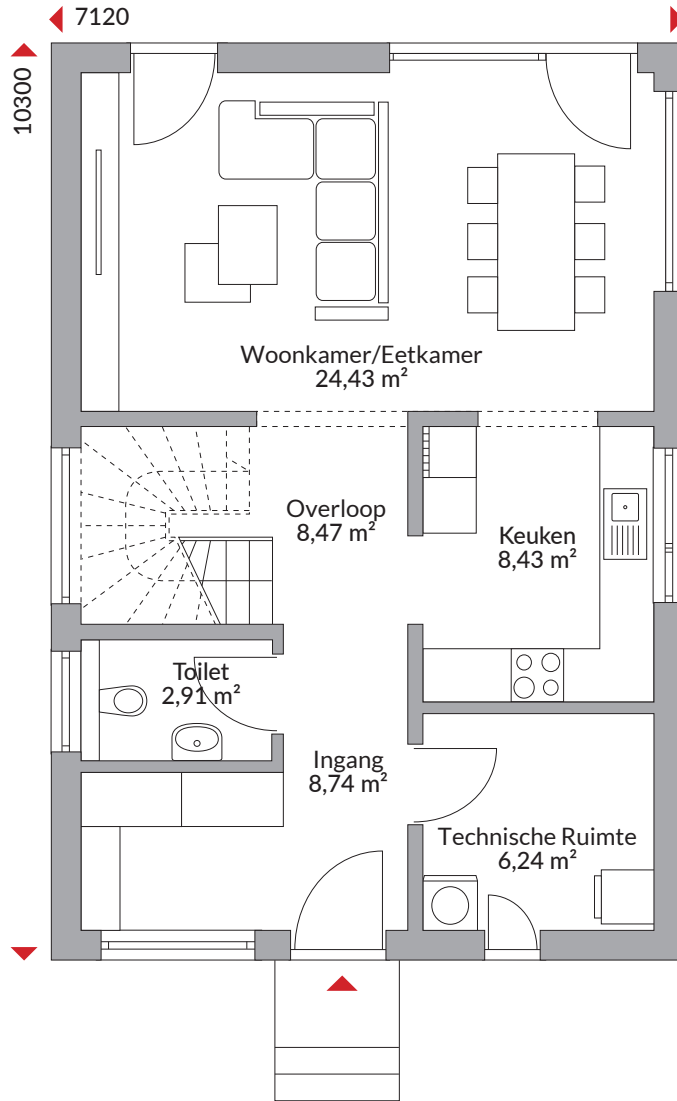 7120
10300
Woonkamer/Eetkamer
24,43 m²
Overloop
8,47 m²
Keuken
8,43 m²
Toilet
2,91 m²
Ingang
8,74 m²
Technische Ruimte
6,24 m²